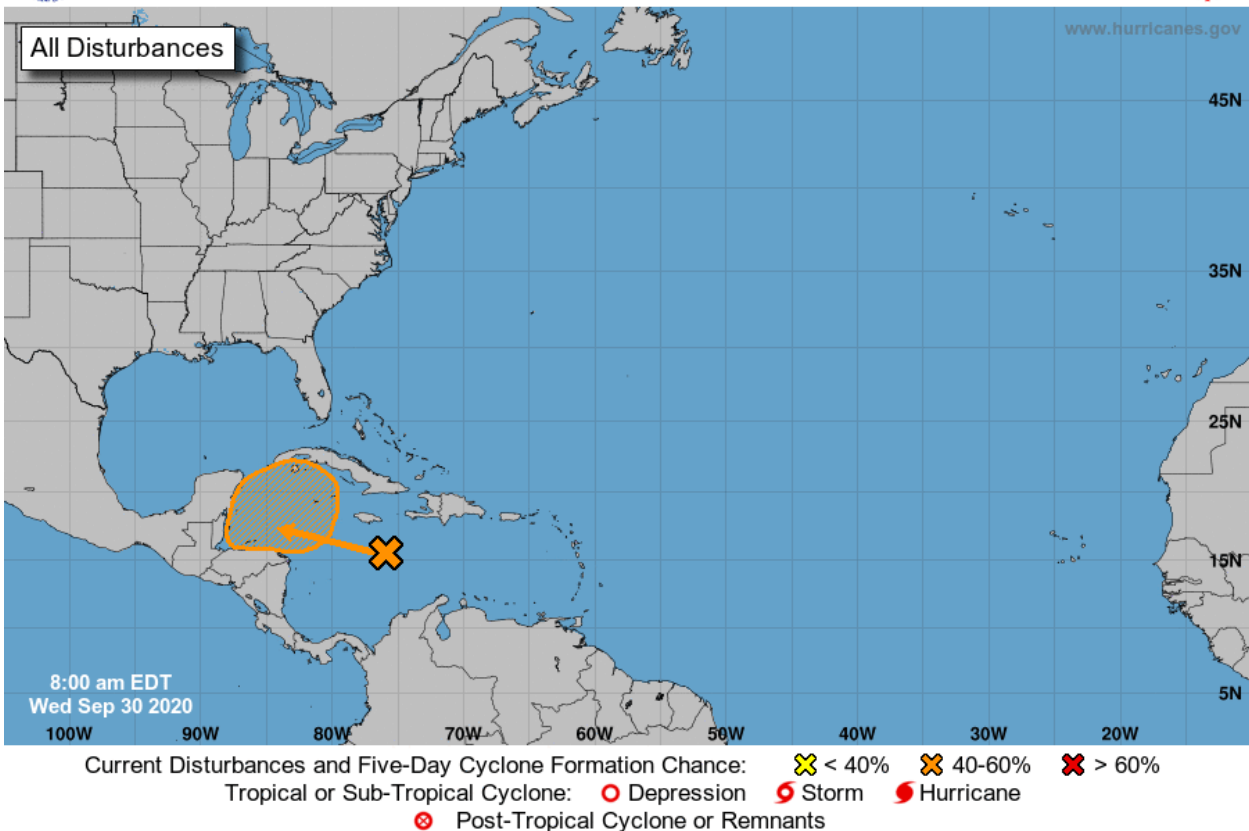 All Disturbances
www.hurricanes.gov
45N
35N
25N
15N
5N
8:00 am EDT
Wed Sep 30 2020
100W 90W 80W 70W 60W 50W 40W 30W 20W
Current Disturbances and Five-Day Cyclone Formation Chance: < 40% 40-60% > 60%
Tropical or Sub-Tropical Cyclone: Depression Storm Hurricane
Post-Tropical Cyclone or Remnants